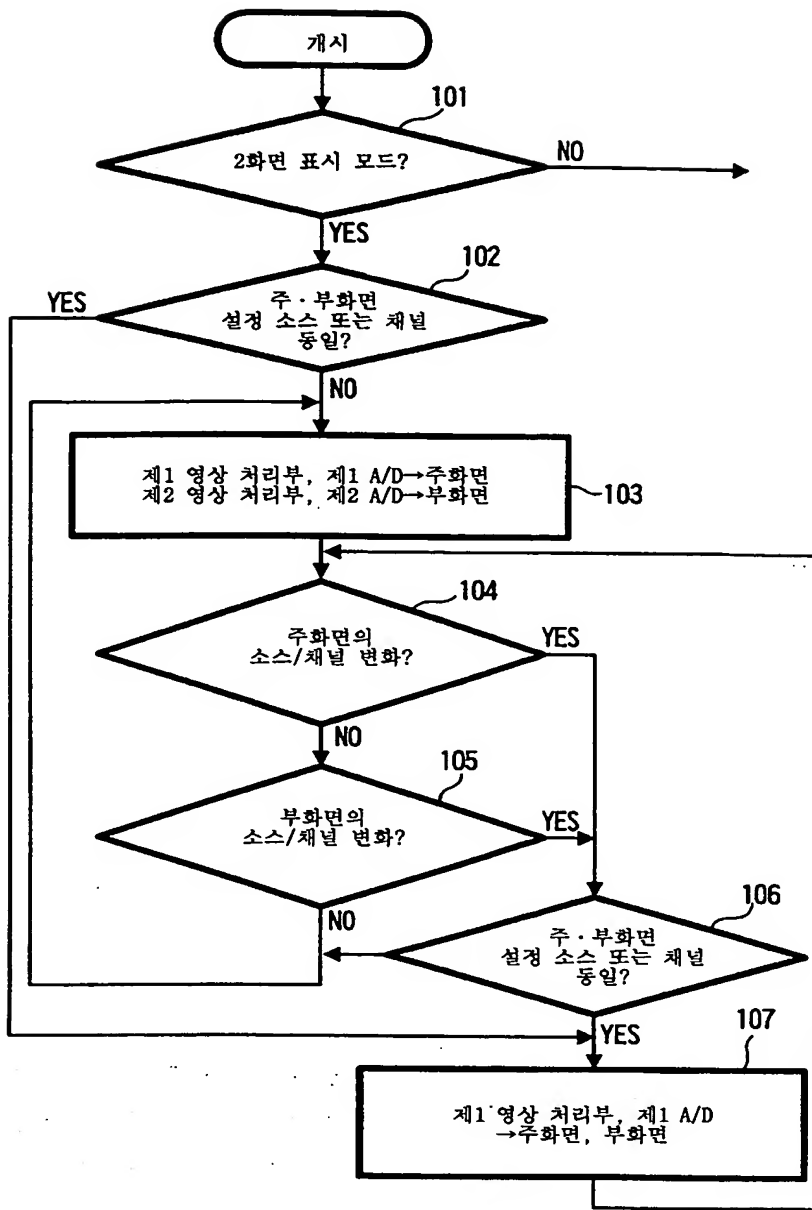 개시
101
2화면 표시 모드?
NO
YES
102
YES
주·부화면
설정 소스 또는 채널
동일?
NO
제1 영상 처리부, 제1 A/D→주화면
제2 영상 처리부, 제2 A/D→부화면
103
104
주화면의
소스/채널 변화?
YES
NO
105
부화면의
소스/채널 변화?
YES
NO
106
주·부화면
설정 소스 또는 채널
동일?
YES
107
제1 영상 처리부, 제1 A/D
→주화면, 부화면